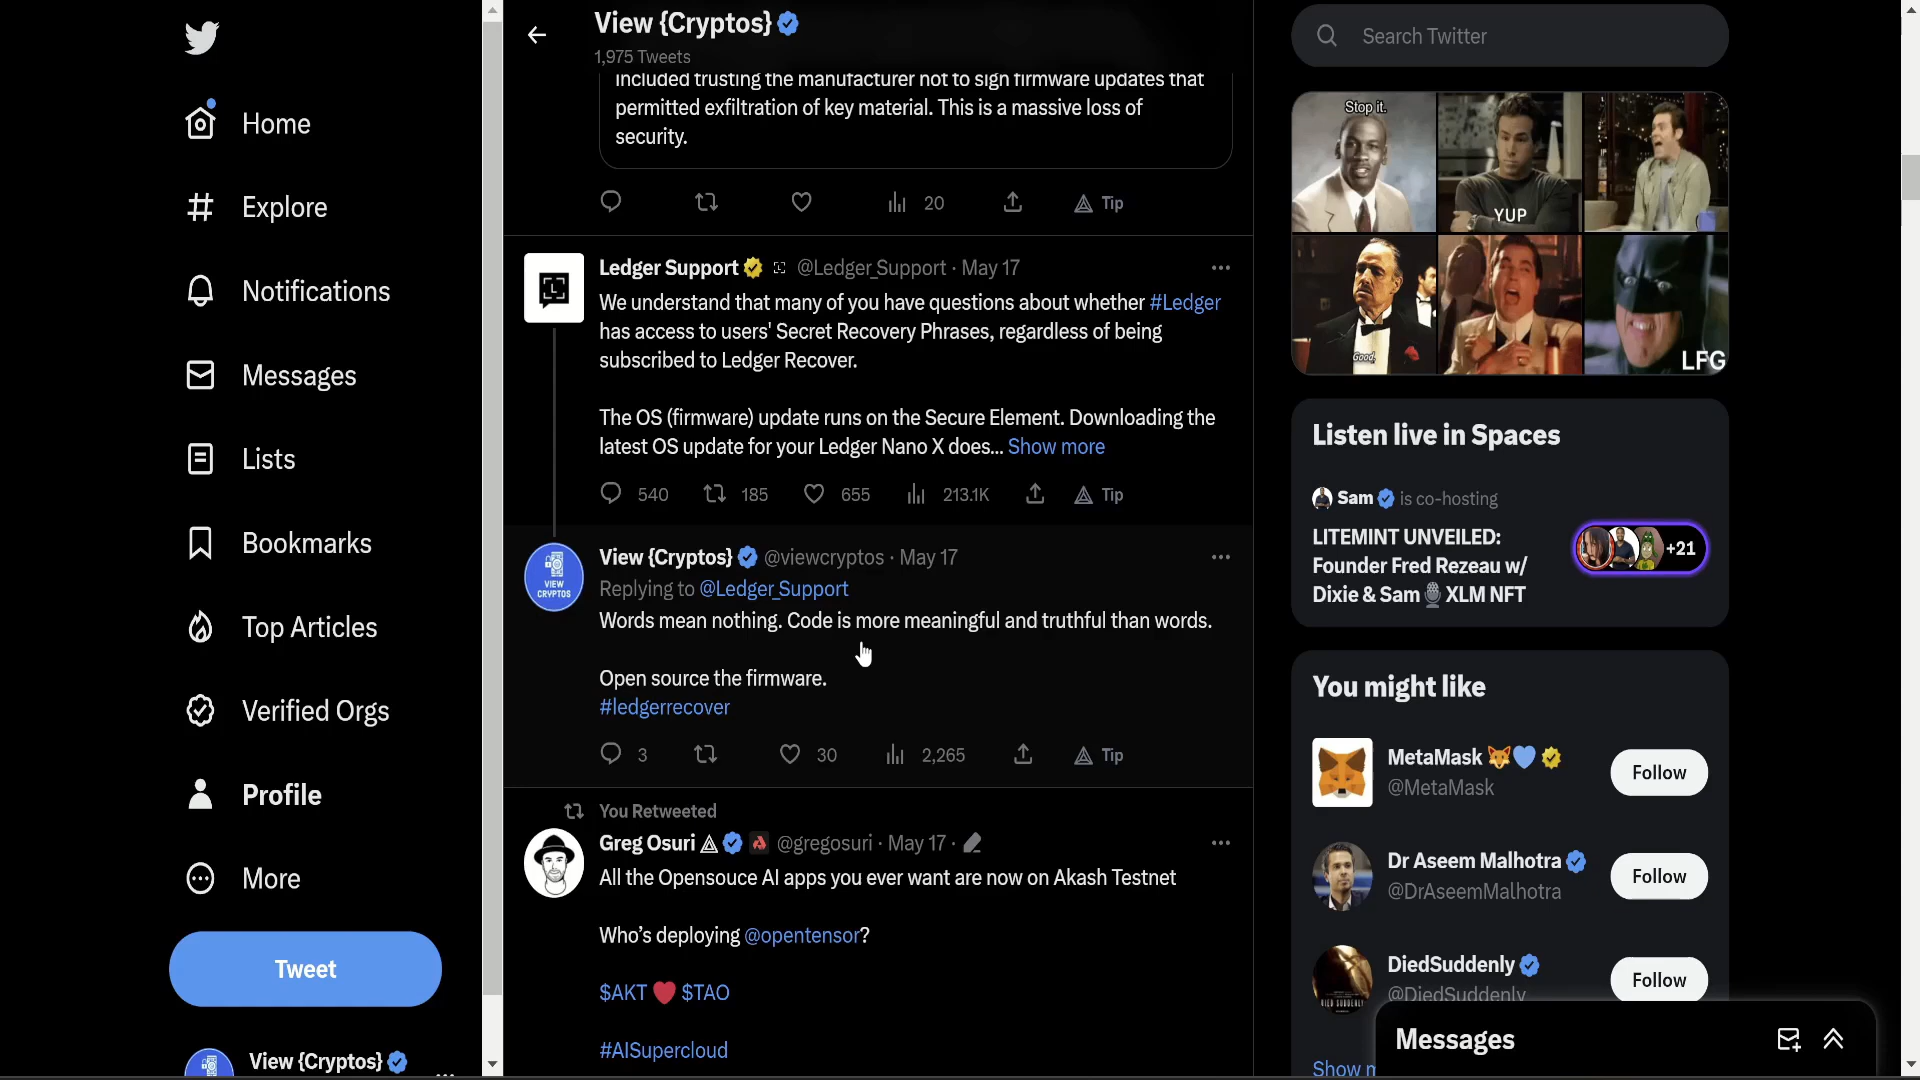 Home
Explore
Notifications
Messages
Lists
Bookmarks
Top Articles
Verified Orgs
Profile
More
Tweet
View {Cryptos}
View {Cryptos}
1,975 Tweets
included trusting the manufacturer not to sign firmware updates that
permitted exfiltration of key material. This is a massive loss of
security.
20 Tip
Ledger Support @Ledger_Support · May 17
We understand that many of you have questions about whether #Ledger
has access to users' Secret Recovery Phrases, regardless of being
subscribed to Ledger Recover.
The OS (firmware) update runs on the Secure Element. Downloading the
latest OS update for your Ledger Nano X does... Show more
540 185 655 213.1K Tip
VIEW
CRYPTOS
View {Cryptos} @viewcryptos · May 17
Replying to @Ledger_Support
Words mean nothing. Code is more meaningful and truthful than words.
Open source the firmware.
#ledgerrecover
3 30 2,265 Tip
You Retweeted
Greg Osuri @gregosuri · May 17 ·
All the Opensouce AI apps you ever want are now on Akash Testnet
Who's deploying @opentensor?
$AKT ❤️ $TAO
#AISupercloud
Search Twitter
Stop it.
YUP
Good.
LFG
Listen live in Spaces
Sam is co-hosting
LITEMINT UNVEILED:
Founder Fred Rezeau w/
Dixie & Sam🎙️XLM NFT
+21
You might like
MetaMask 🦊💙
@MetaMask
Follow
Dr Aseem Malhotra
@DrAseemMalhotra
Follow
DiedSuddenly
@DiedSuddenly
Follow
Show
Messages